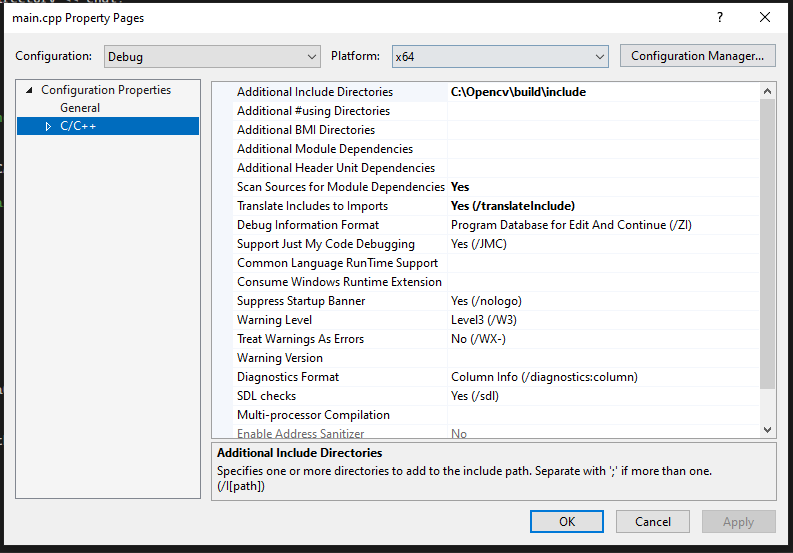 main.cpp Property Pages
? ×
Configuration: Debug Platform: x64 Configuration Manager...
Configuration Properties
General
C/C++
Additional Include Directories C:\Opencv\build\include
Additional #using Directories
Additional BMI Directories
Additional Module Dependencies
Additional Header Unit Dependencies
Scan Sources for Module Dependencies Yes
Translate Includes to Imports Yes (/translateInclude)
Debug Information Format Program Database for Edit And Continue (/ZI)
Support Just My Code Debugging Yes (/JMC)
Common Language RunTime Support
Consume Windows Runtime Extension
Suppress Startup Banner Yes (/nologo)
Warning Level Level3 (/W3)
Treat Warnings As Errors No (/WX-)
Warning Version
Diagnostics Format Column Info (/diagnostics:column)
SDL checks Yes (/sdl)
Multi-processor Compilation
Enable Address Sanitizer No
Additional Include Directories
Specifies one or more directories to add to the include path. Separate with ';' if more than one.
(/I[path])
OK Cancel Apply